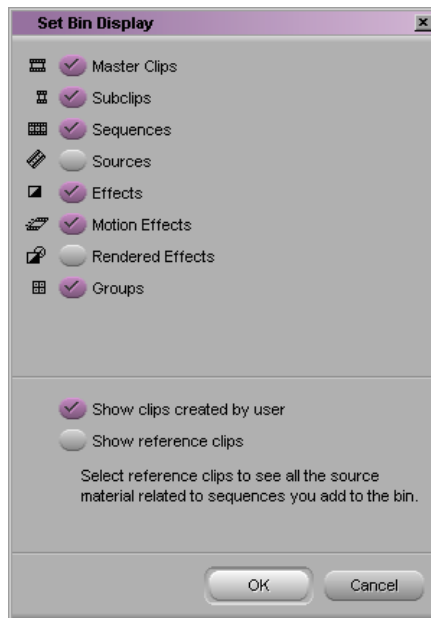 Set Bin Display
Master Clips
Subclips
Sequences
Sources
Effects
Motion Effects
Rendered Effects
Groups
Show clips created by user
Show reference clips
Select reference clips to see all the source
material related to sequences you add to the bin.
OK
Cancel